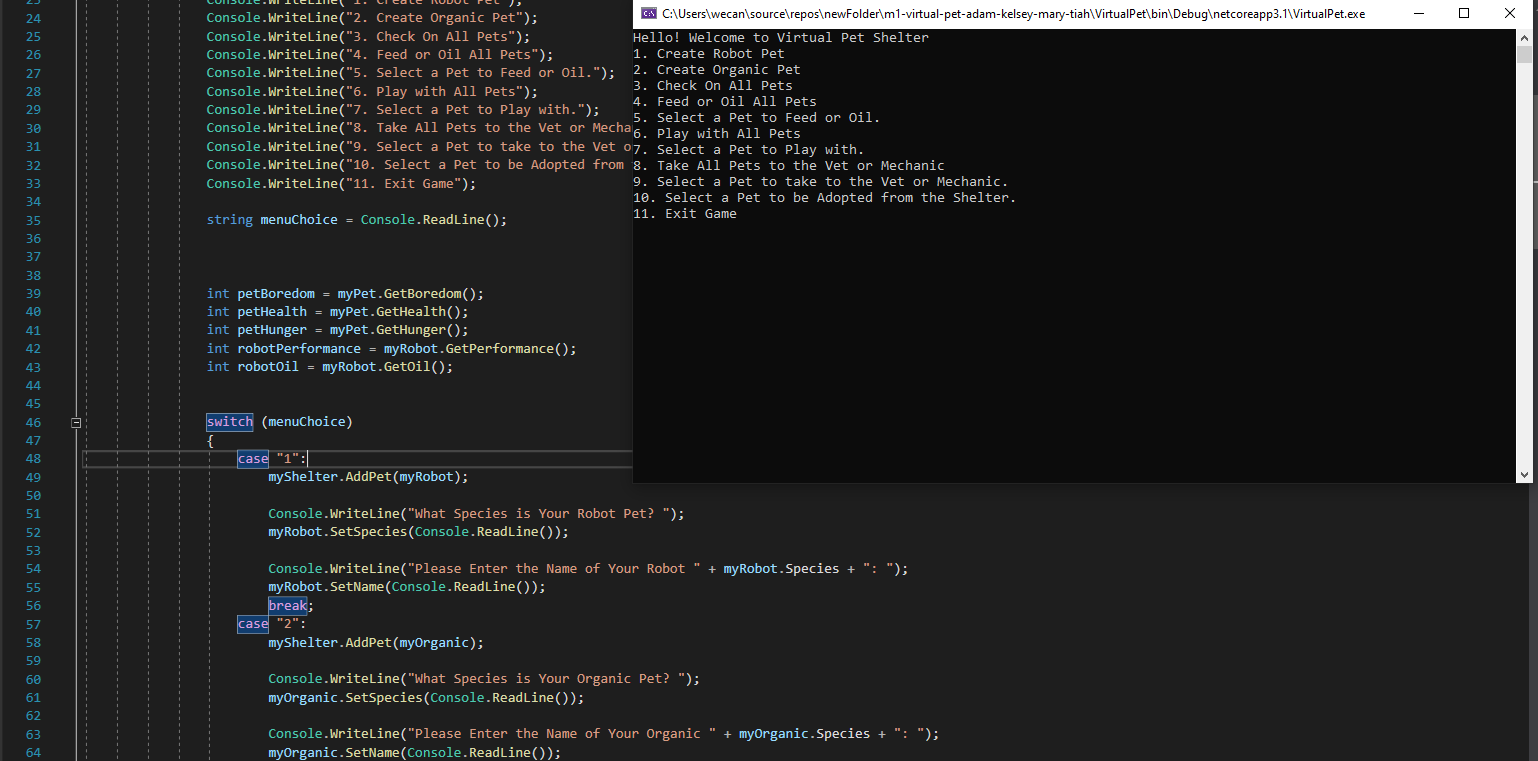 23 Console.WriteLine("1. Create Robot Pet");
24 Console.WriteLine("2. Create Organic Pet");
25 Console.WriteLine("3. Check On All Pets");
26 Console.WriteLine("4. Feed or Oil All Pets");
27 Console.WriteLine("5. Select a Pet to Feed or Oil.");
28 Console.WriteLine("6. Play with All Pets");
29 Console.WriteLine("7. Select a Pet to Play with.");
30 Console.WriteLine("8. Take All Pets to the Vet or Mecha
31 Console.WriteLine("9. Select a Pet to take to the Vet o
32 Console.WriteLine("10. Select a Pet to be Adopted from
33 Console.WriteLine("11. Exit Game");
34
35 string menuChoice = Console.ReadLine();
36
37
38
39 int petBoredom = myPet.GetBoredom();
40 int petHealth = myPet.GetHealth();
41 int petHunger = myPet.GetHunger();
42 int robotPerformance = myRobot.GetPerformance();
43 int robotOil = myRobot.GetOil();
44
45
46 switch (menuChoice)
47 {
48 case "1":
49 myShelter.AddPet(myRobot);
50
51 Console.WriteLine("What Species is Your Robot Pet? ");
52 myRobot.SetSpecies(Console.ReadLine());
53
54 Console.WriteLine("Please Enter the Name of Your Robot " + myRobot.Species + ": ");
55 myRobot.SetName(Console.ReadLine());
56 break;
57 case "2":
58 myShelter.AddPet(myOrganic);
59
60 Console.WriteLine("What Species is Your Organic Pet? ");
61 myOrganic.SetSpecies(Console.ReadLine());
62
63 Console.WriteLine("Please Enter the Name of Your Organic " + myOrganic.Species + ": ");
64 myOrganic.SetName(Console.ReadLine());
C:\Users\wecan\source\repos\newFolder\m1-virtual-pet-adam-kelsey-mary-tiah\VirtualPet\bin\Debug\netcoreapp3.1\VirtualPet.exe
Hello! Welcome to Virtual Pet Shelter
1. Create Robot Pet
2. Create Organic Pet
3. Check On All Pets
4. Feed or Oil All Pets
5. Select a Pet to Feed or Oil.
6. Play with All Pets
7. Select a Pet to Play with.
8. Take All Pets to the Vet or Mechanic
9. Select a Pet to take to the Vet or Mechanic.
10. Select a Pet to be Adopted from the Shelter.
11. Exit Game